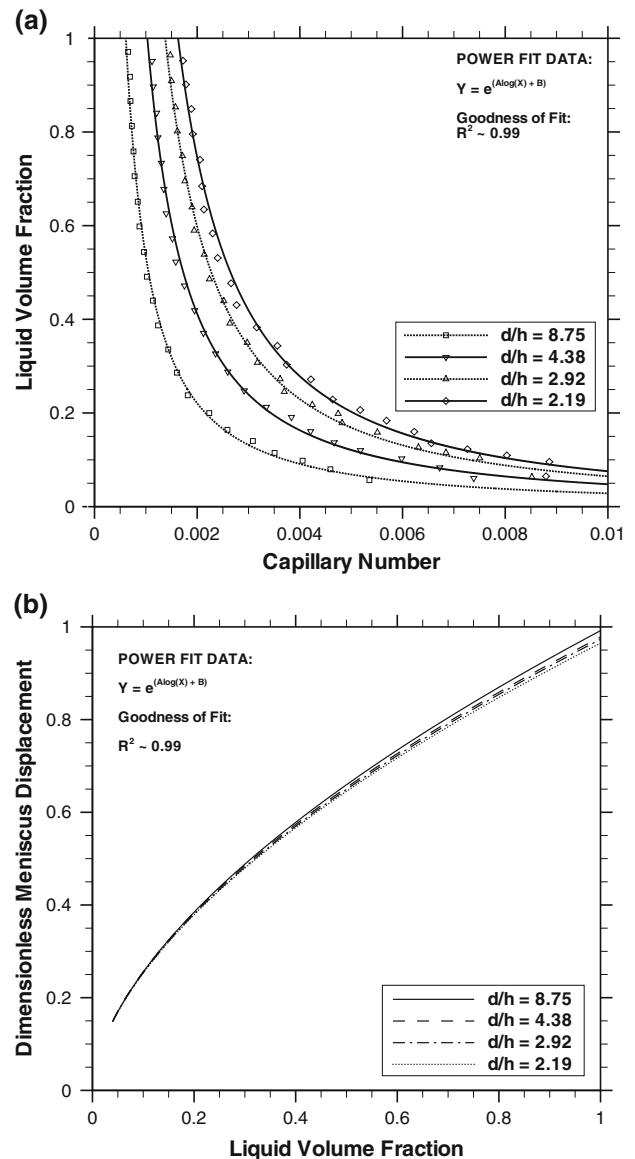 (a)
1
0.8
0.6
0.4
0.2
0
Liquid Volume Fraction
POWER FIT DATA:
Y = e^(Alog(X) + B)
Goodness of Fit:
R² ~ 0.99
d/h = 8.75
d/h = 4.38
d/h = 2.92
d/h = 2.19
0 0.002 0.004 0.006 0.008 0.01
Capillary Number
(b)
1
0.8
0.6
0.4
0.2
0
Dimensionless Meniscus Displacement
POWER FIT DATA:
Y = e^(Alog(X) + B)
Goodness of Fit:
R² ~ 0.99
d/h = 8.75
d/h = 4.38
d/h = 2.92
d/h = 2.19
0 0.2 0.4 0.6 0.8 1
Liquid Volume Fraction